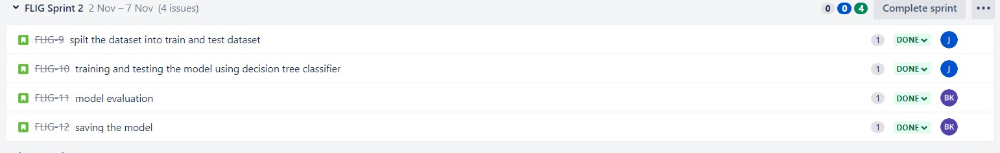 FLIG Sprint 2 2 Nov – 7 Nov (4 issues) 0 0 4 Complete sprint •••
FLIG-9 spilt the dataset into train and test dataset 1 DONE J
FLIG-10 training and testing the model using decision tree classifier 1 DONE J
FLIG-11 model evaluation 1 DONE BK
FLIG-12 saving the model 1 DONE BK